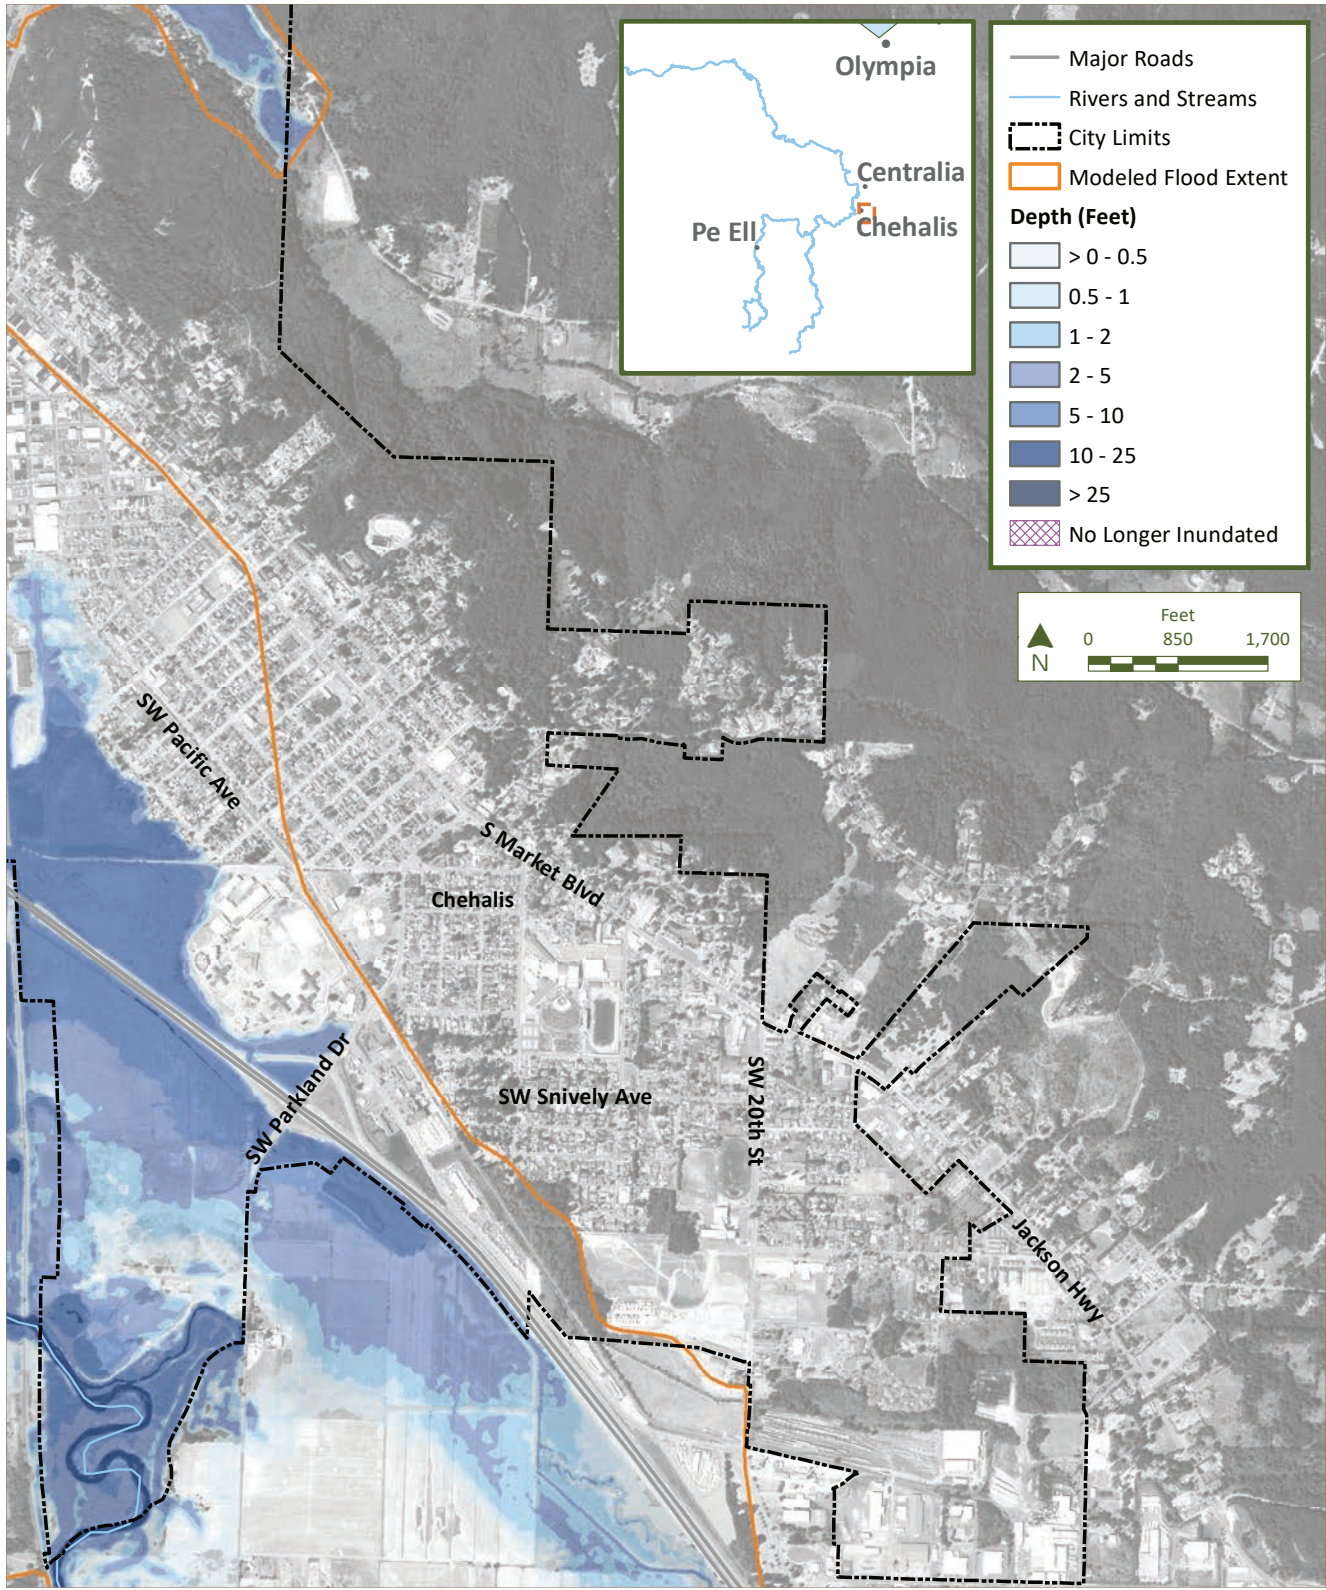 Olympia
Centralia
Chehalis
Pe Ell
Major Roads
Rivers and Streams
City Limits
Modeled Flood Extent
Depth (Feet)
> 0 - 0.5
0.5 - 1
1 - 2
2 - 5
5 - 10
10 - 25
> 25
No Longer Inundated
Feet
0 850 1,700
N
SW Pacific Ave
S Market Blvd
Chehalis
SW Parkland Dr
SW Snively Ave
SW 20th St
Jackson Hwy